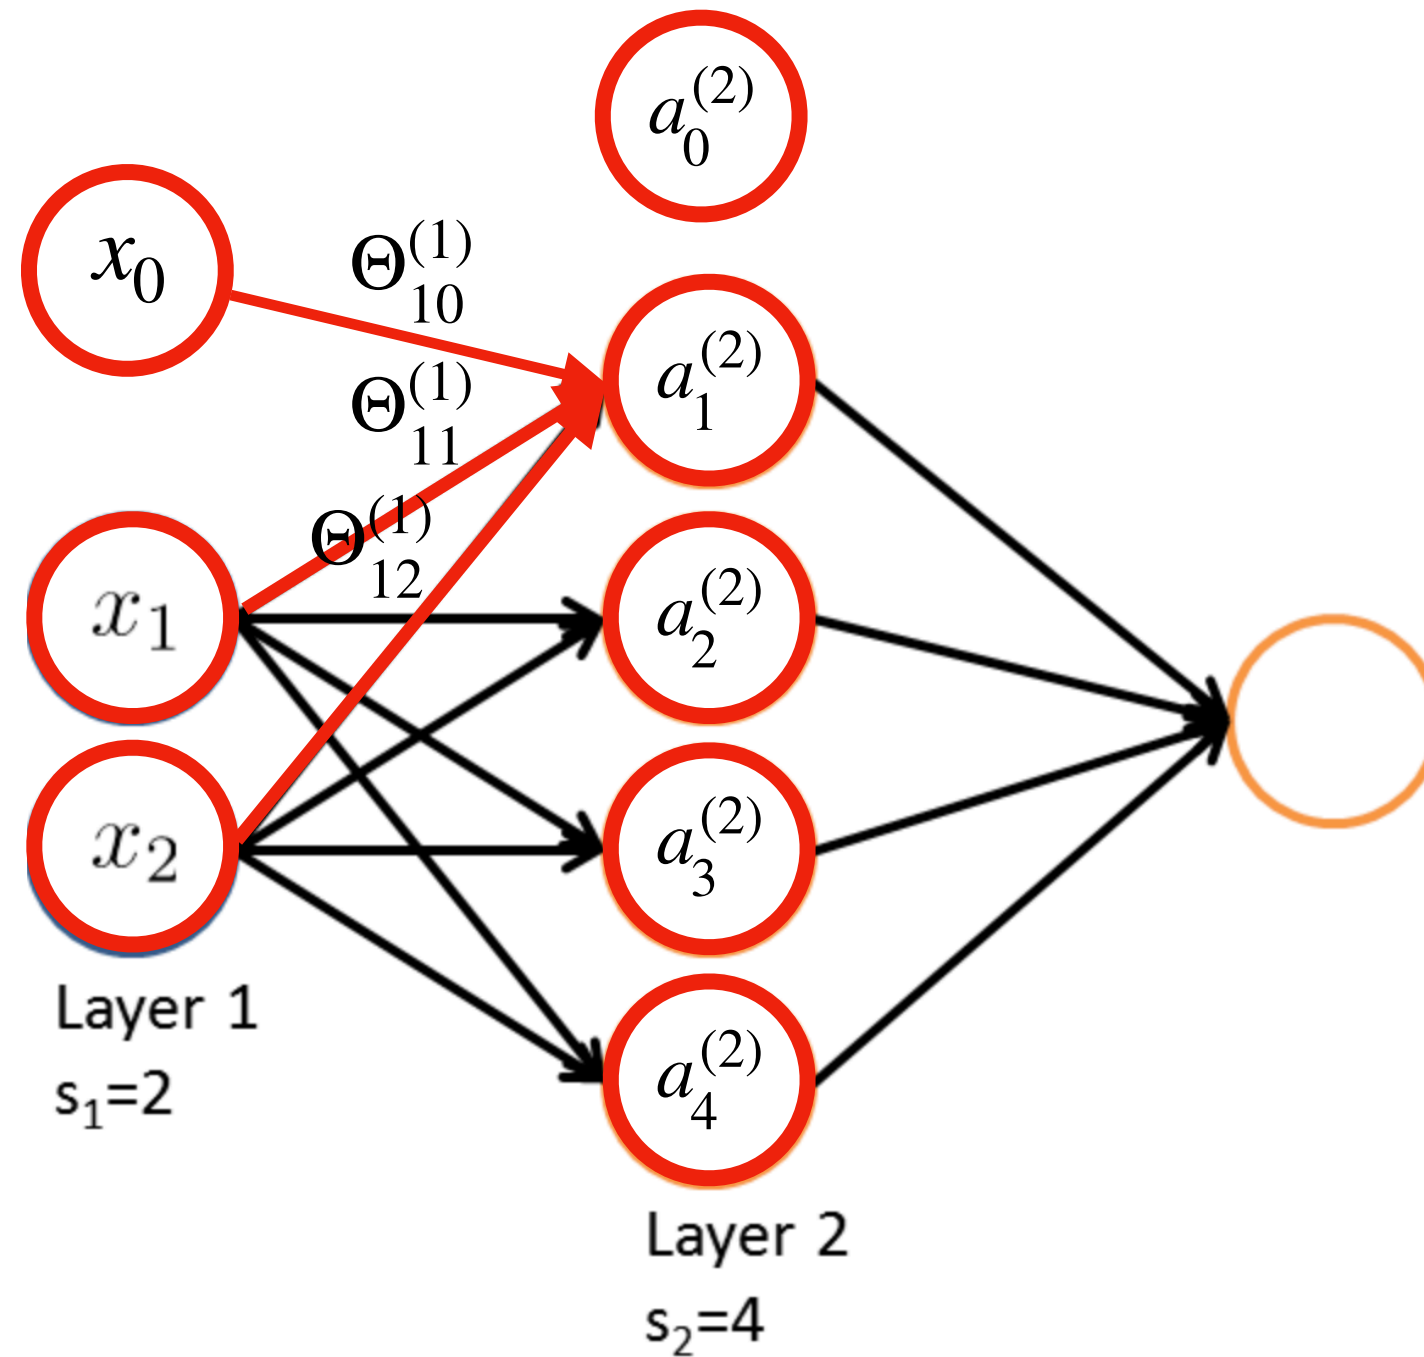 a₀⁽²⁾
x₀
Θ₁₀⁽¹⁾
a₁⁽²⁾
Θ₁₁⁽¹⁾
Θ₁₂⁽¹⁾
x₁
a₂⁽²⁾
x₂
a₃⁽²⁾
Layer 1
s₁=2
a₄⁽²⁾
Layer 2
s₂=4